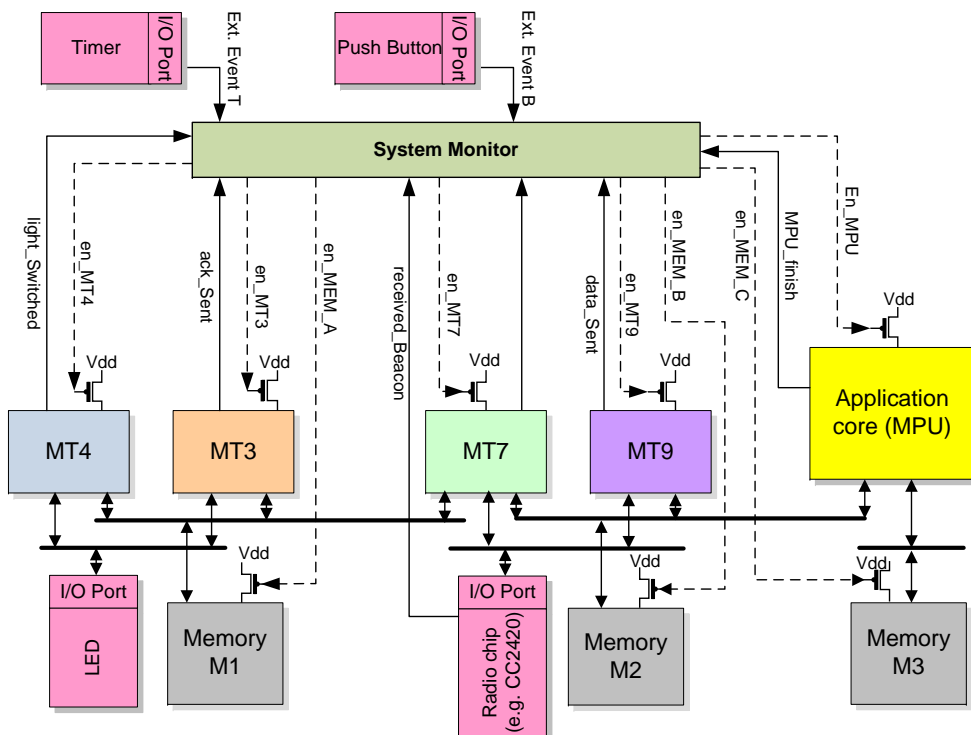 Timer
I/O Port
Ext. Event T
Push Button
I/O Port
Ext. Event B
System Monitor
light_Switched
en_MT4
ack_Sent
en_MT3
en_MEM_A
received_Beacon
en_MT7
data_Sent
en_MT9
en_MEM_B
en_MEM_C
MPU_finish
En_MPU
Vdd
Vdd
Vdd
Vdd
Vdd
MT4
MT3
MT7
MT9
Application
core (MPU)
Vdd
Vdd
Vdd
I/O Port
LED
Memory
M1
I/O Port
Radio chip
(e.g. CC2420)
Memory
M2
Memory
M3